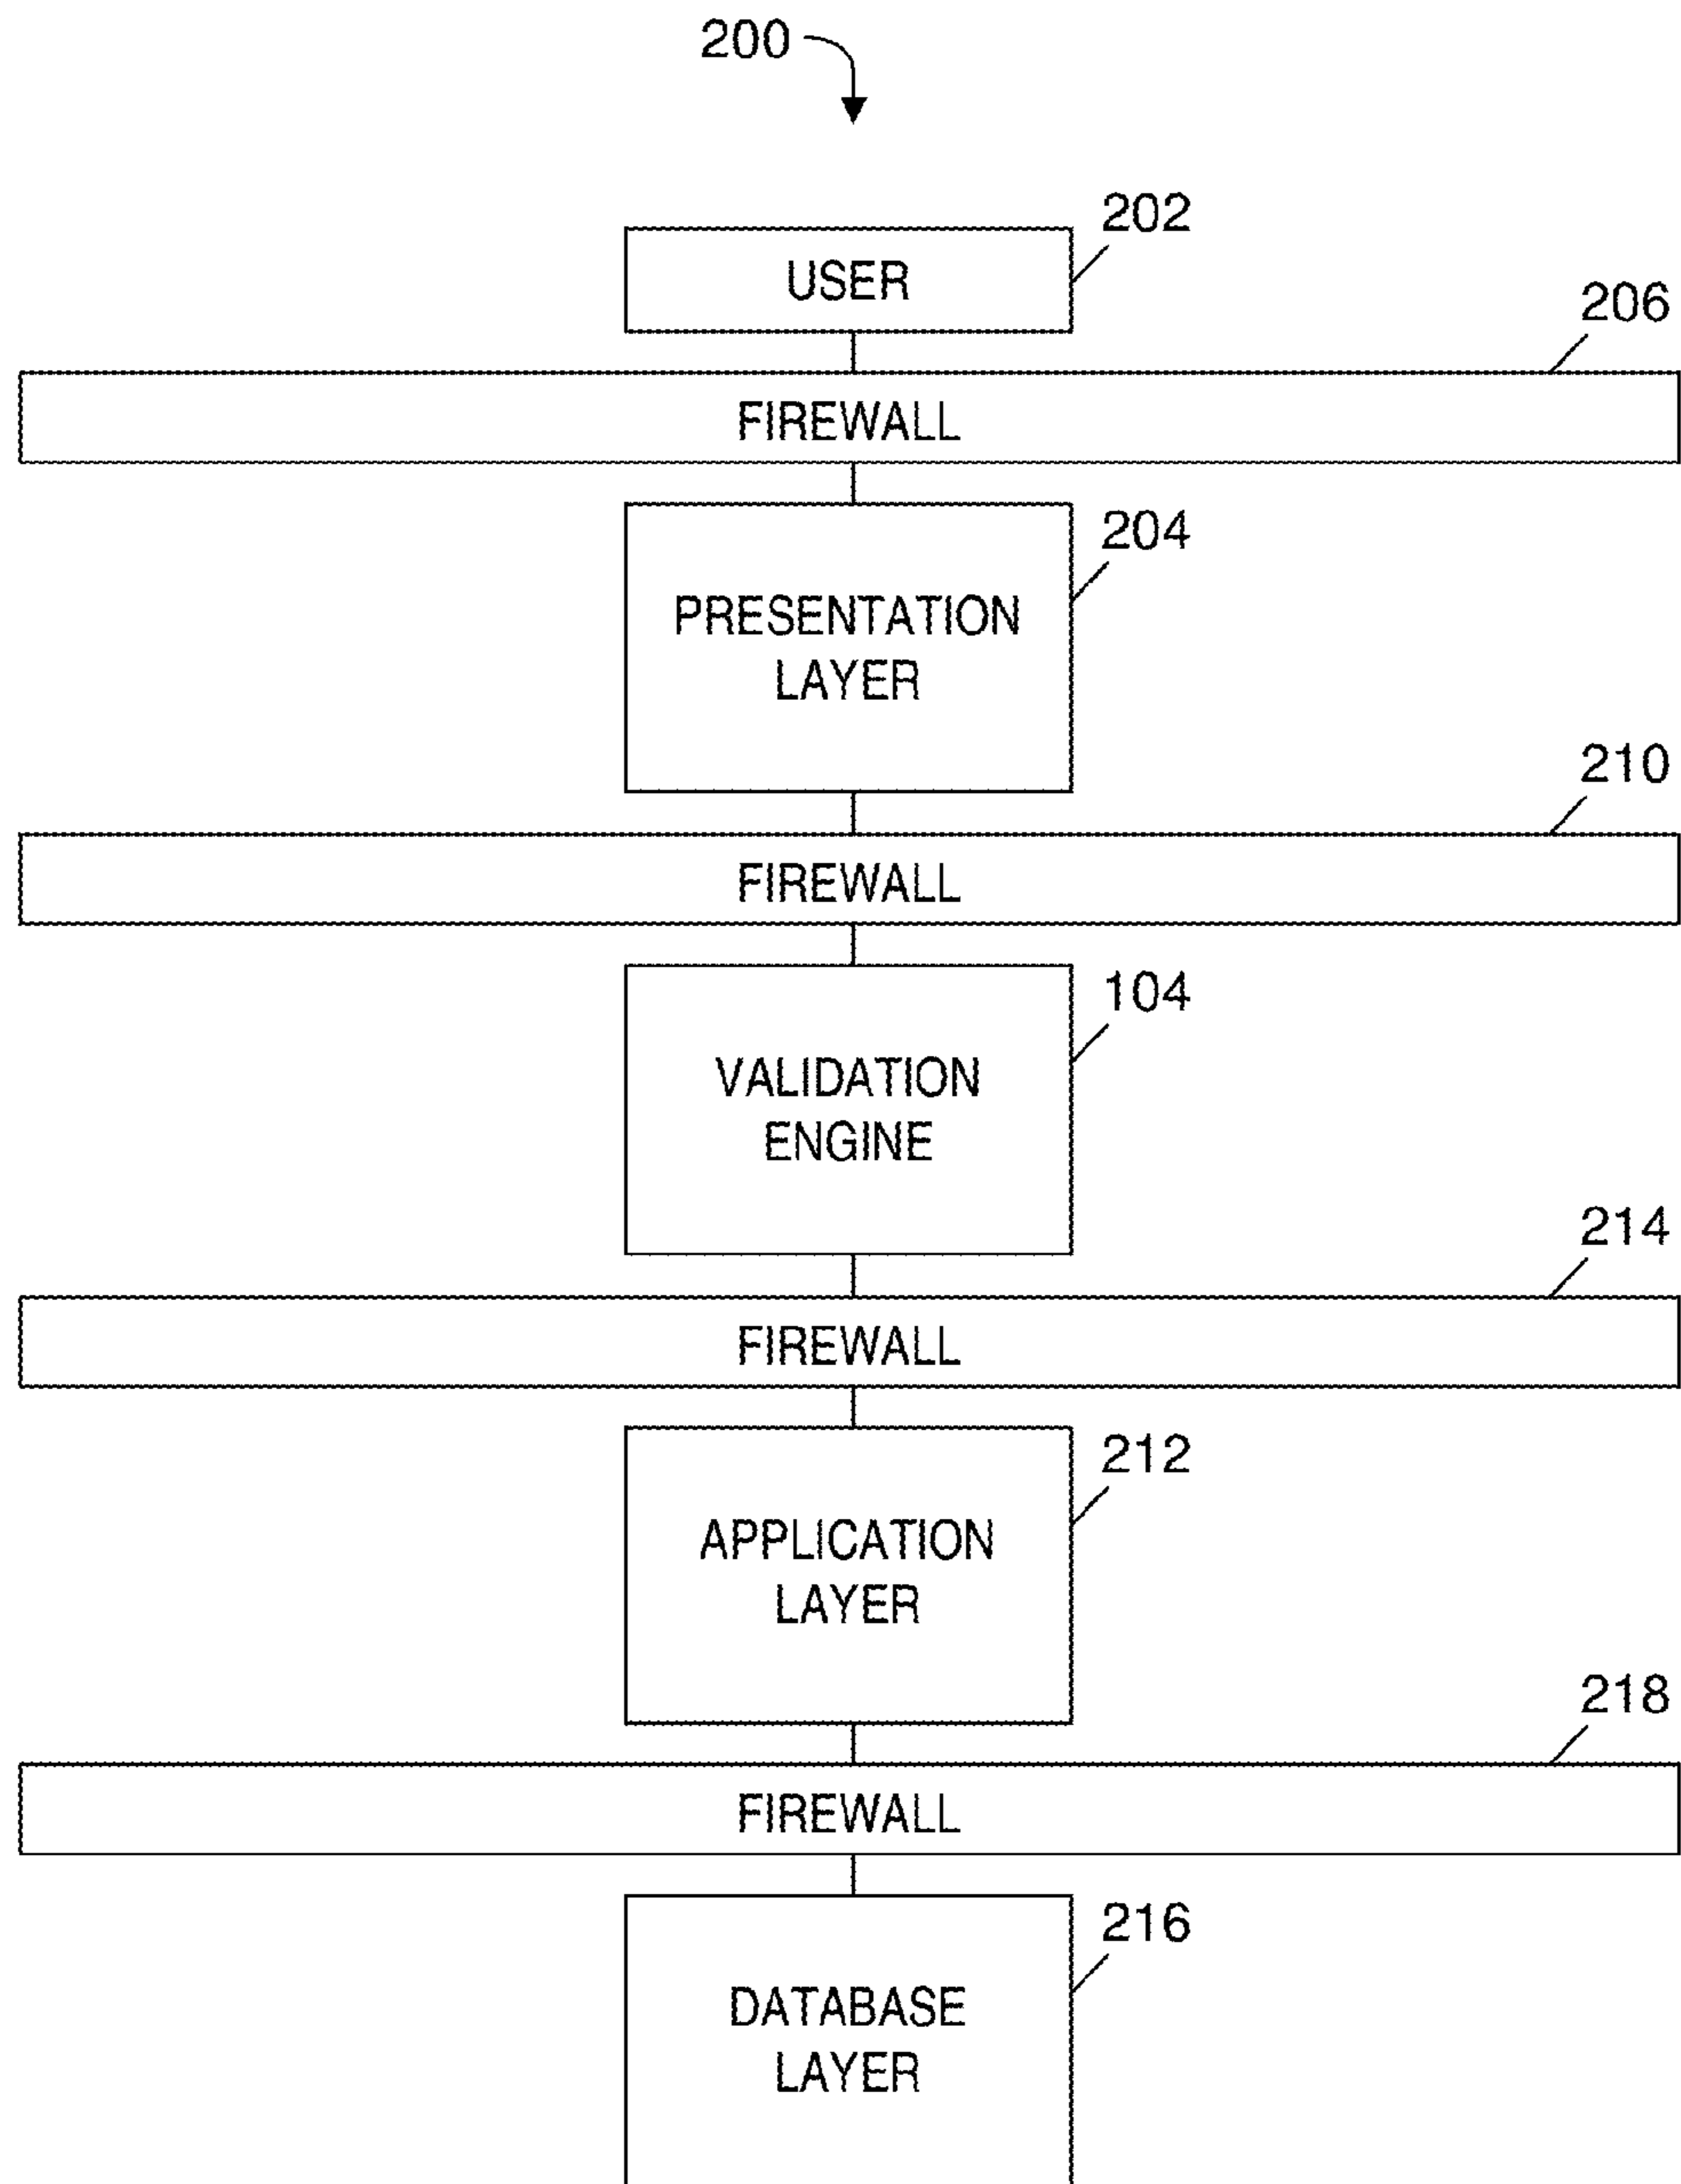 200
202
USER
206
FIREWALL
204
PRESENTATION
LAYER
210
FIREWALL
104
VALIDATION
ENGINE
214
FIREWALL
212
APPLICATION
LAYER
218
FIREWALL
216
DATABASE
LAYER